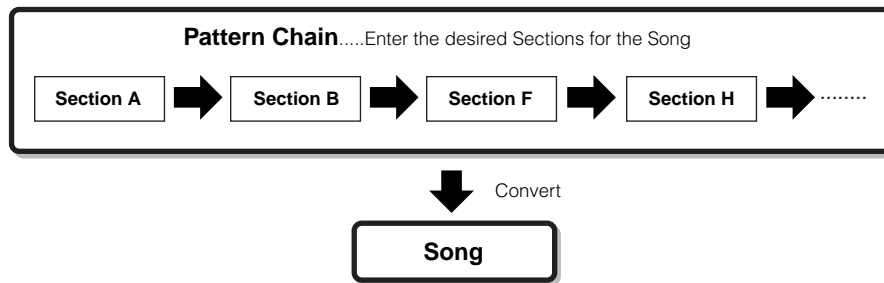 Pattern Chain.....Enter the desired Sections for the Song
Section A Section B Section F Section H ........
Convert
Song